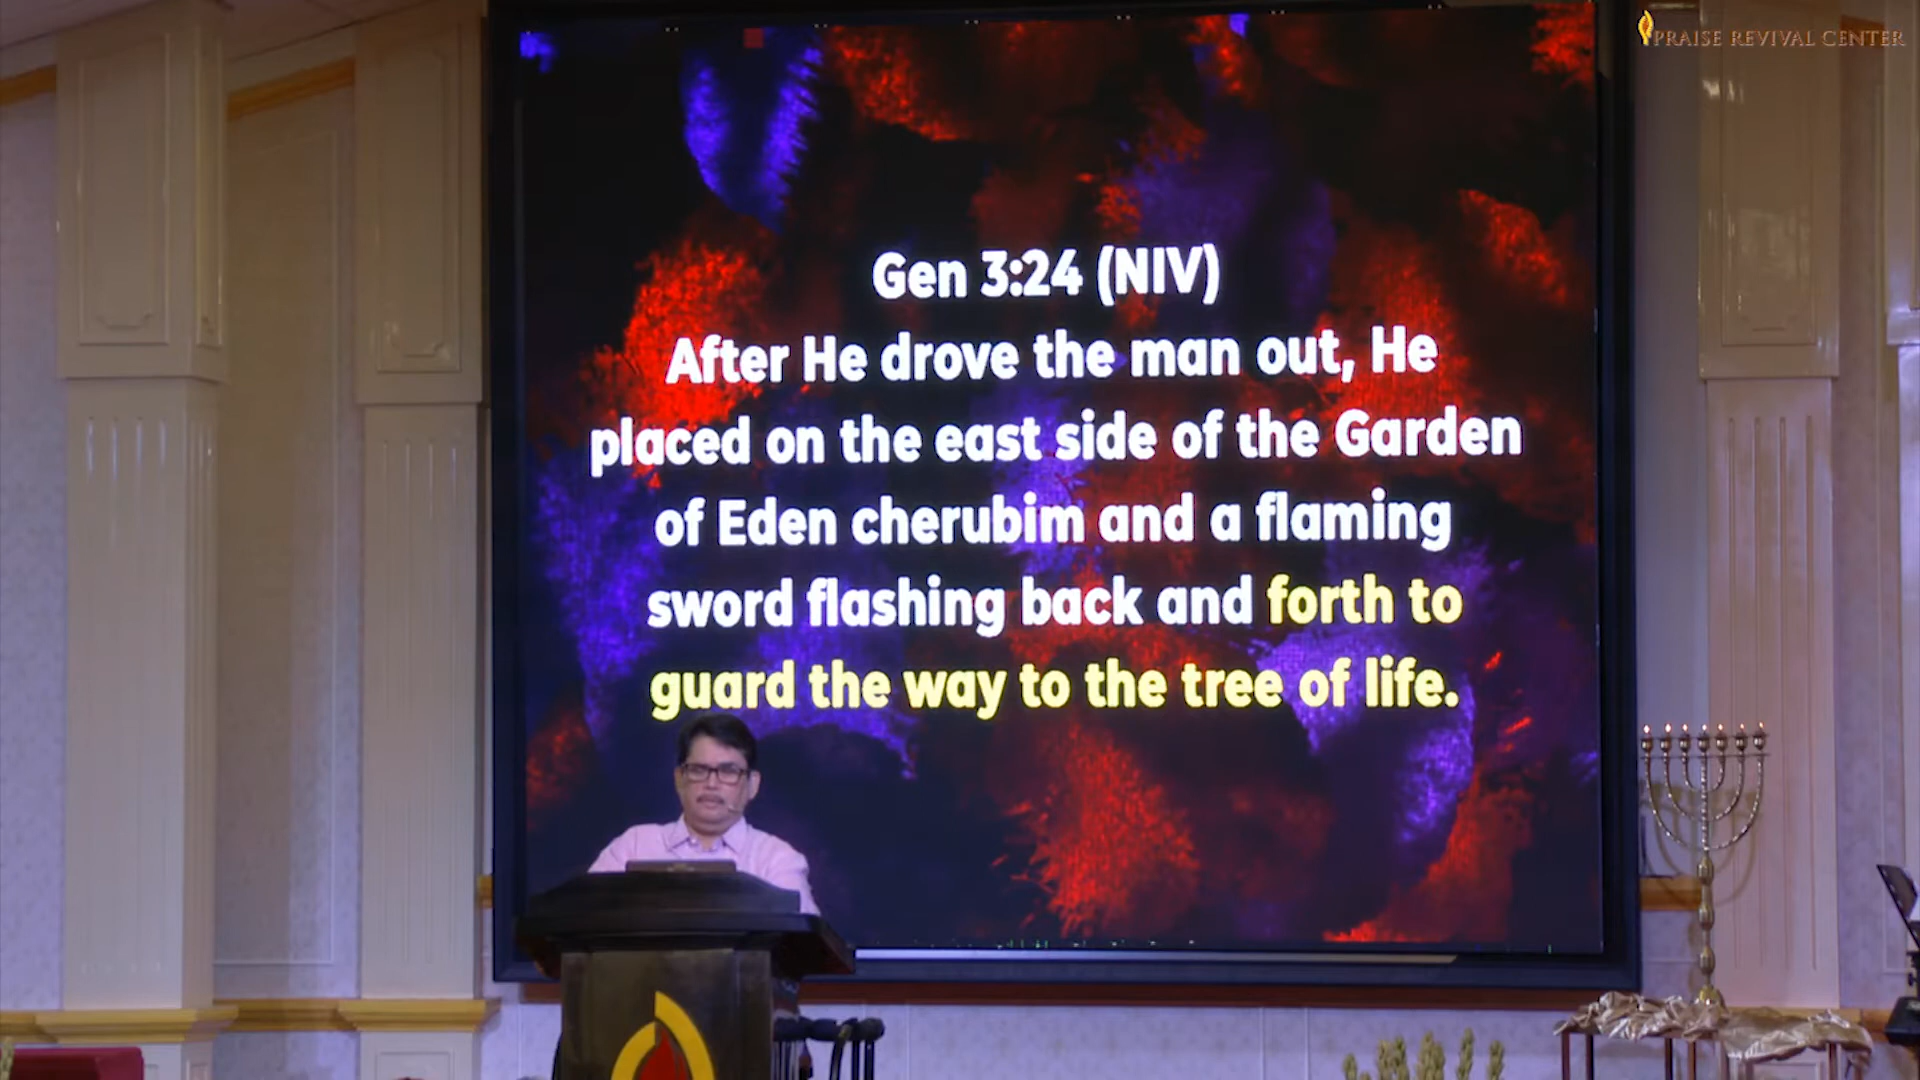 PRAISE REVIVAL CENTER
Gen 3:24 (NIV)
After He drove the man out, He
placed on the east side of the Garden
of Eden cherubim and a flaming
sword flashing back and forth to
guard the way to the tree of life.